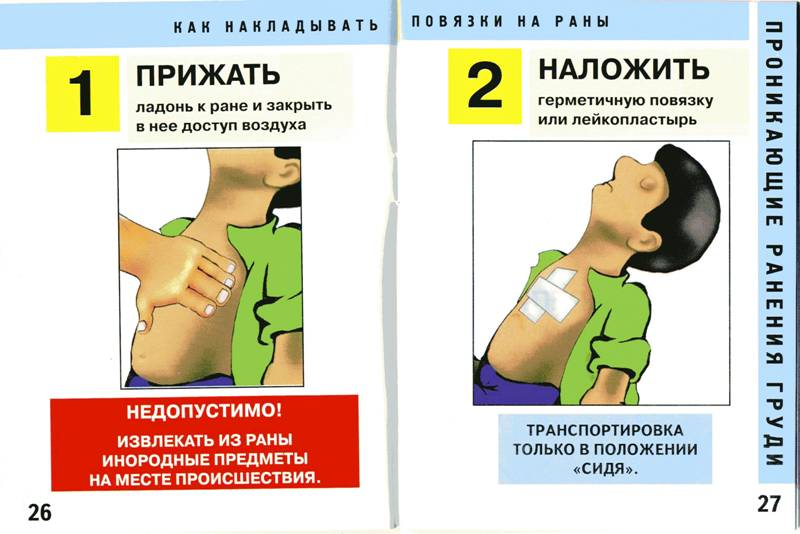 КАК НАКЛАДЫВАТЬ ПОВЯЗКИ НА РАНЫ
1
ПРИЖАТЬ
ладонь к ране и закрыть
в нее доступ воздуха
НЕДОПУСТИМО!
ИЗВЛЕКАТЬ ИЗ РАНЫ
ИНОРОДНЫЕ ПРЕДМЕТЫ
НА МЕСТЕ ПРОИСШЕСТВИЯ.
26
2
НАЛОЖИТЬ
герметичную повязку
или лейкопластырь
ТРАНСПОРТИРОВКА
ТОЛЬКО В ПОЛОЖЕНИИ
«СИДЯ».
27
ПРОНИКАЮЩИЕ РАНЕНИЯ ГРУДИ